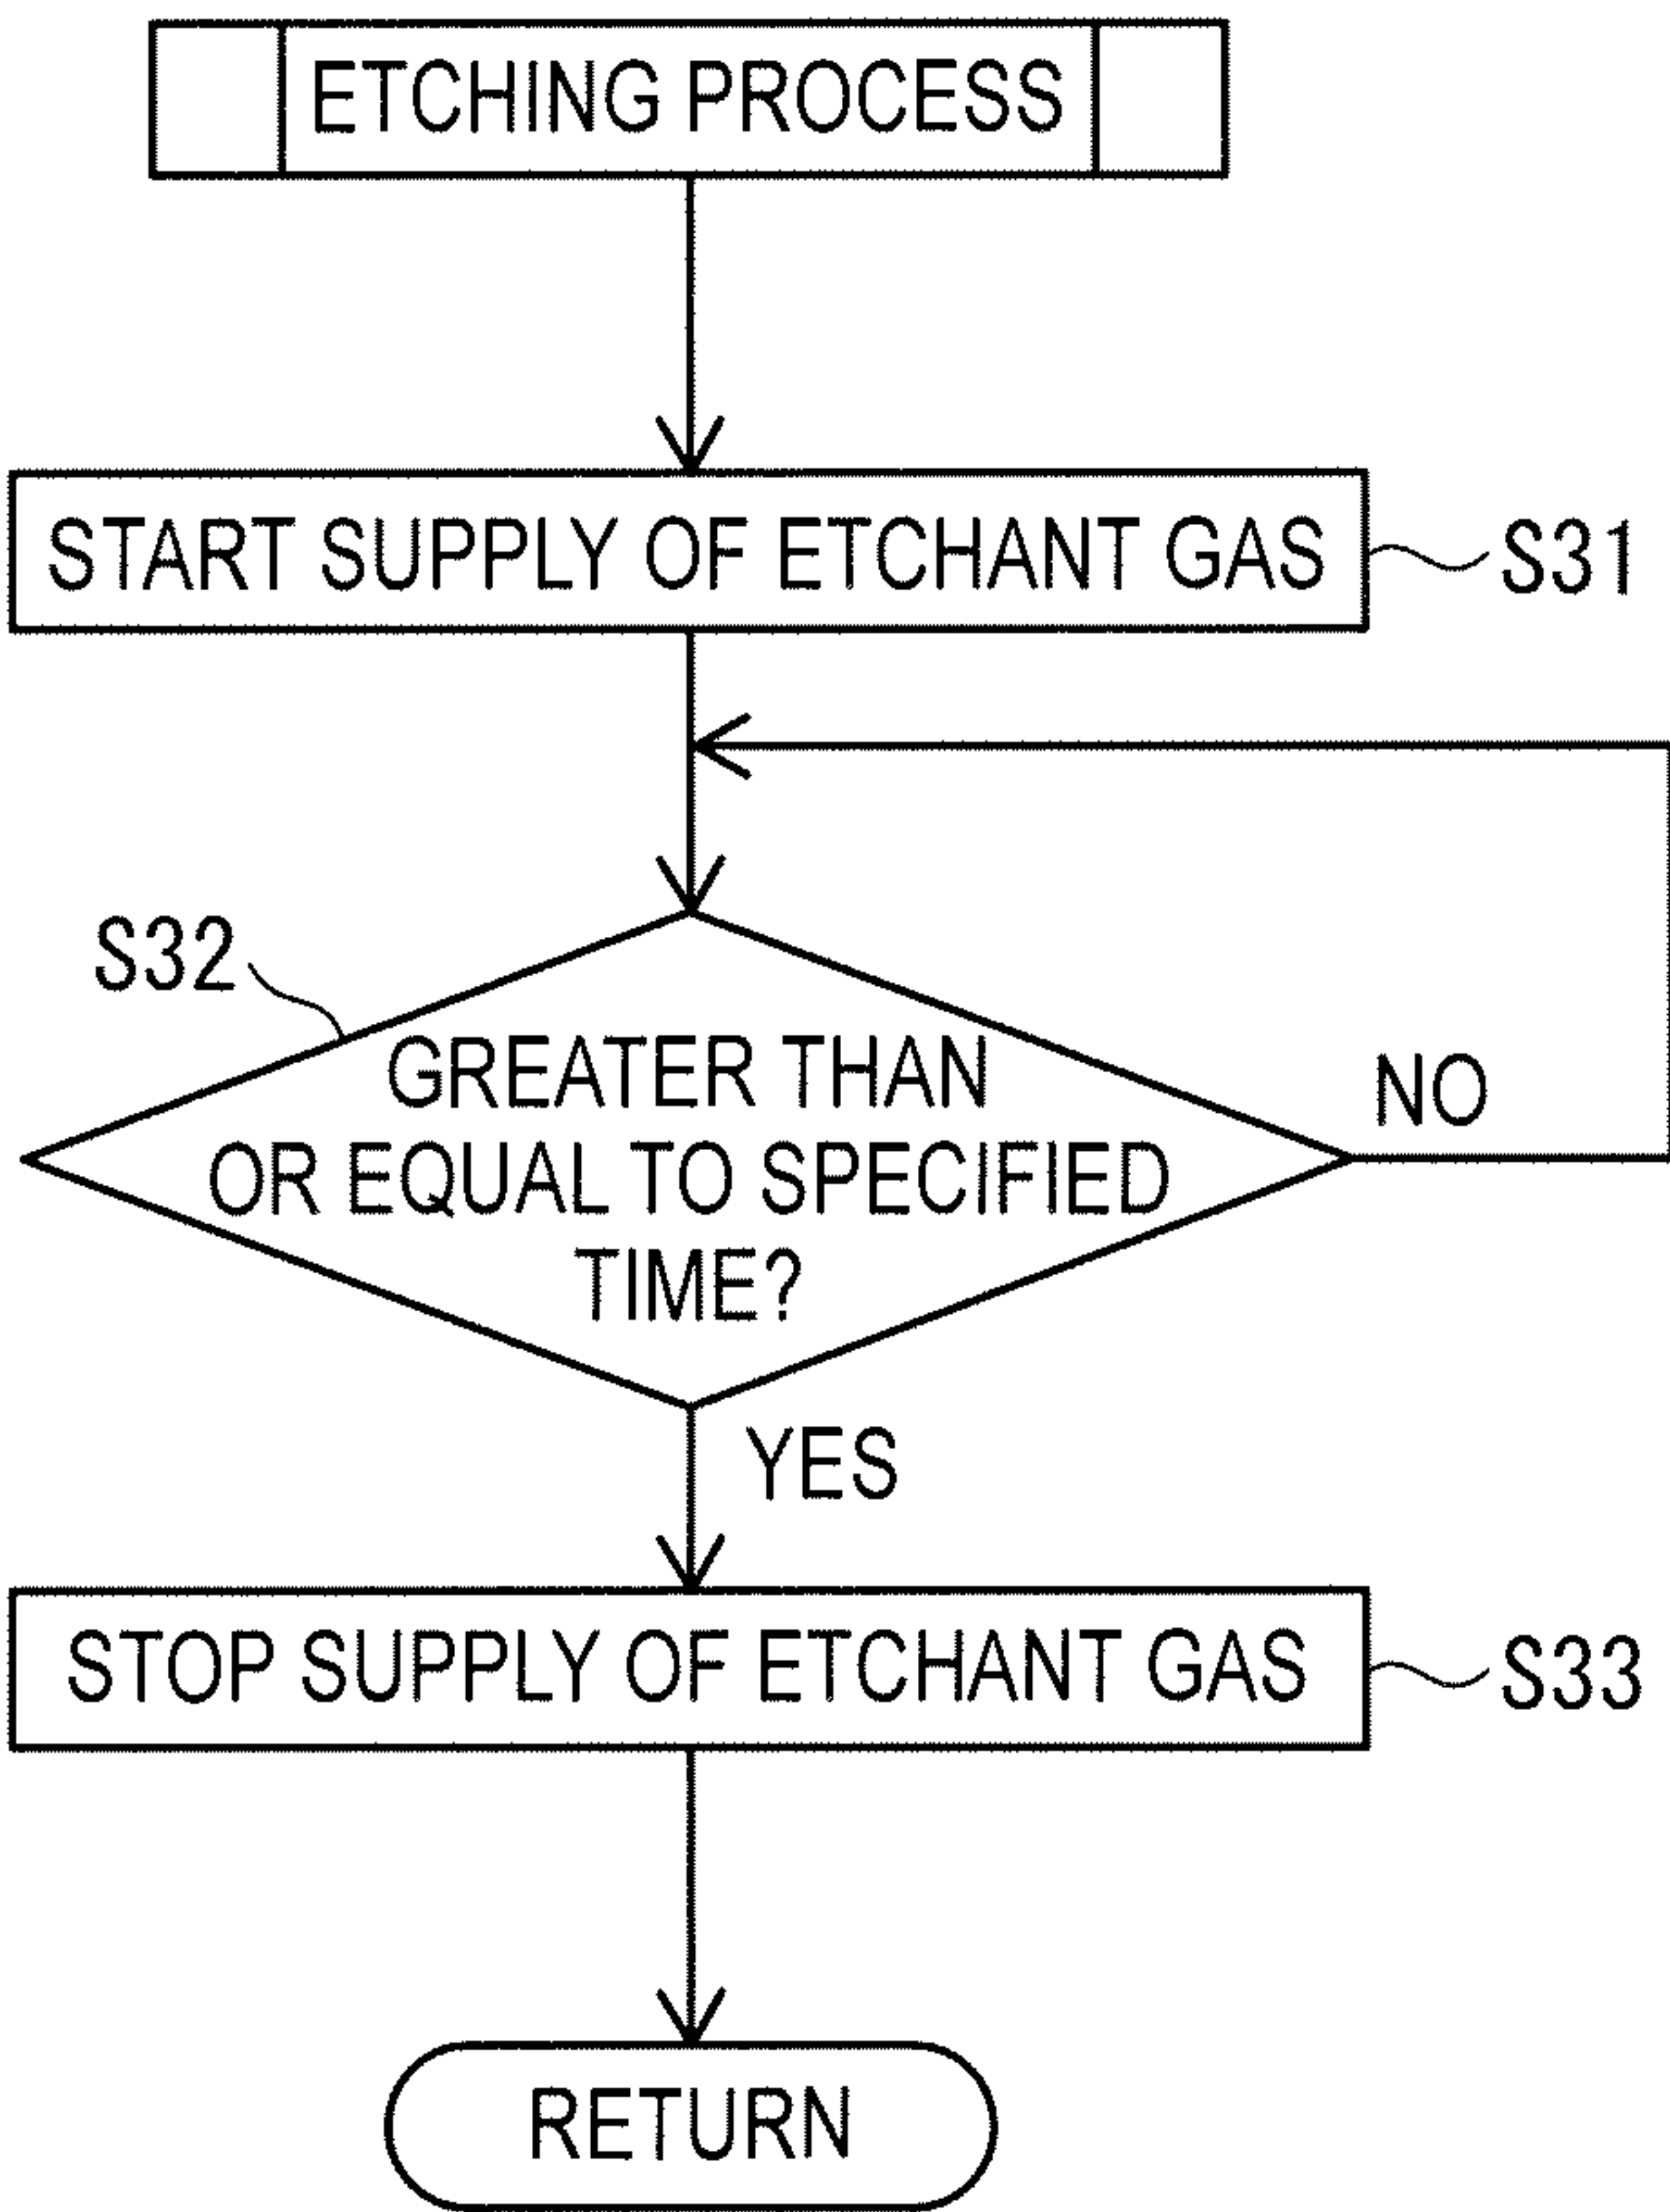 ETCHING PROCESS
START SUPPLY OF ETCHANT GAS
S31
S32
GREATER THAN
OR EQUAL TO SPECIFIED
TIME?
NO
YES
STOP SUPPLY OF ETCHANT GAS
S33
RETURN